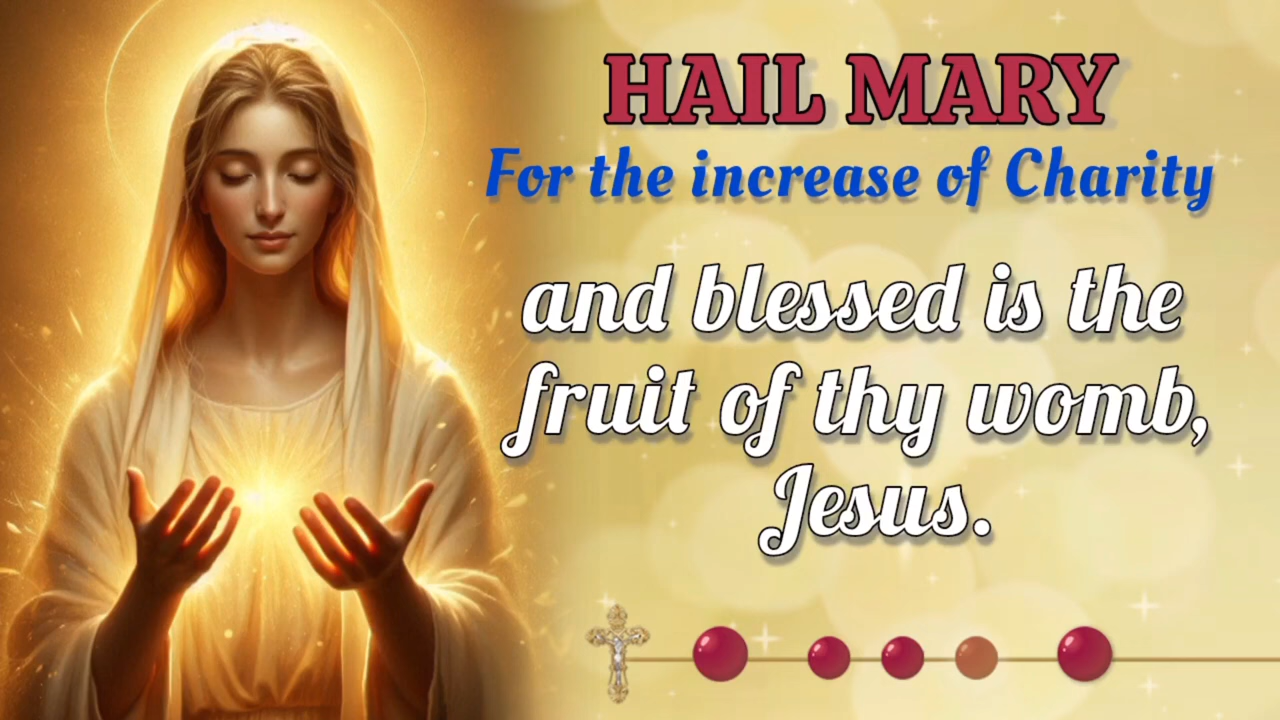 HAIL MARY
For the increase of Charity
and blessed is the
fruit of thy womb,
Jesus.